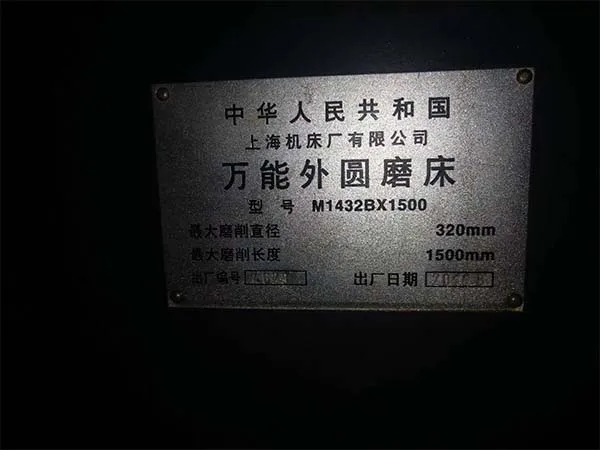 中华人民共和国
上海机床厂有限公司
万能外圆磨床
型 号 M1432BX1500
最大磨削直径 320mm
最大磨削长度 1500mm
出厂编号
出厂日期